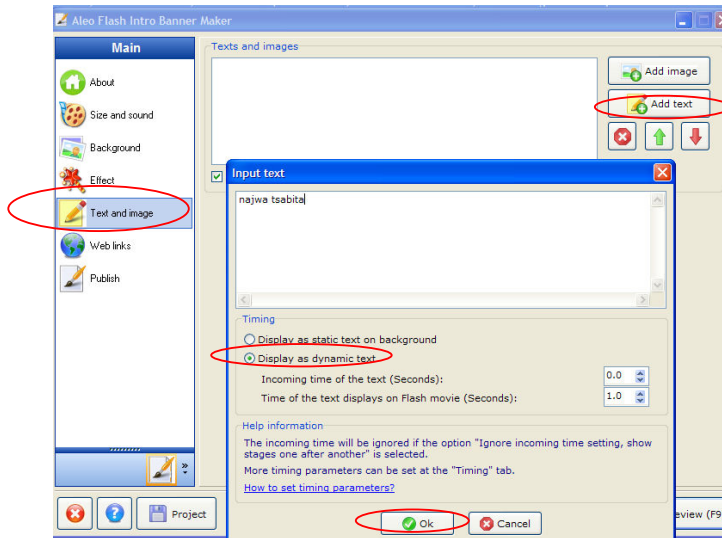 Aleo Flash Intro Banner Maker
Main
About
Size and sound
Background
Effect
Text and image
Web links
Publish
Texts and images
Add image
Add text
Input text
najwa tsabita
Timing
Display as static text on background
Display as dynamic text
Incoming time of the text (Seconds): 0.0
Time of the text displays on Flash movie (Seconds): 1.0
Help information
The incoming time will be ignored if the option "Ignore incoming time setting, show
stages one after another" is selected.
More timing parameters can be set at the "Timing" tab.
How to set timing parameters?
Ok
Cancel
Project
eview (F9